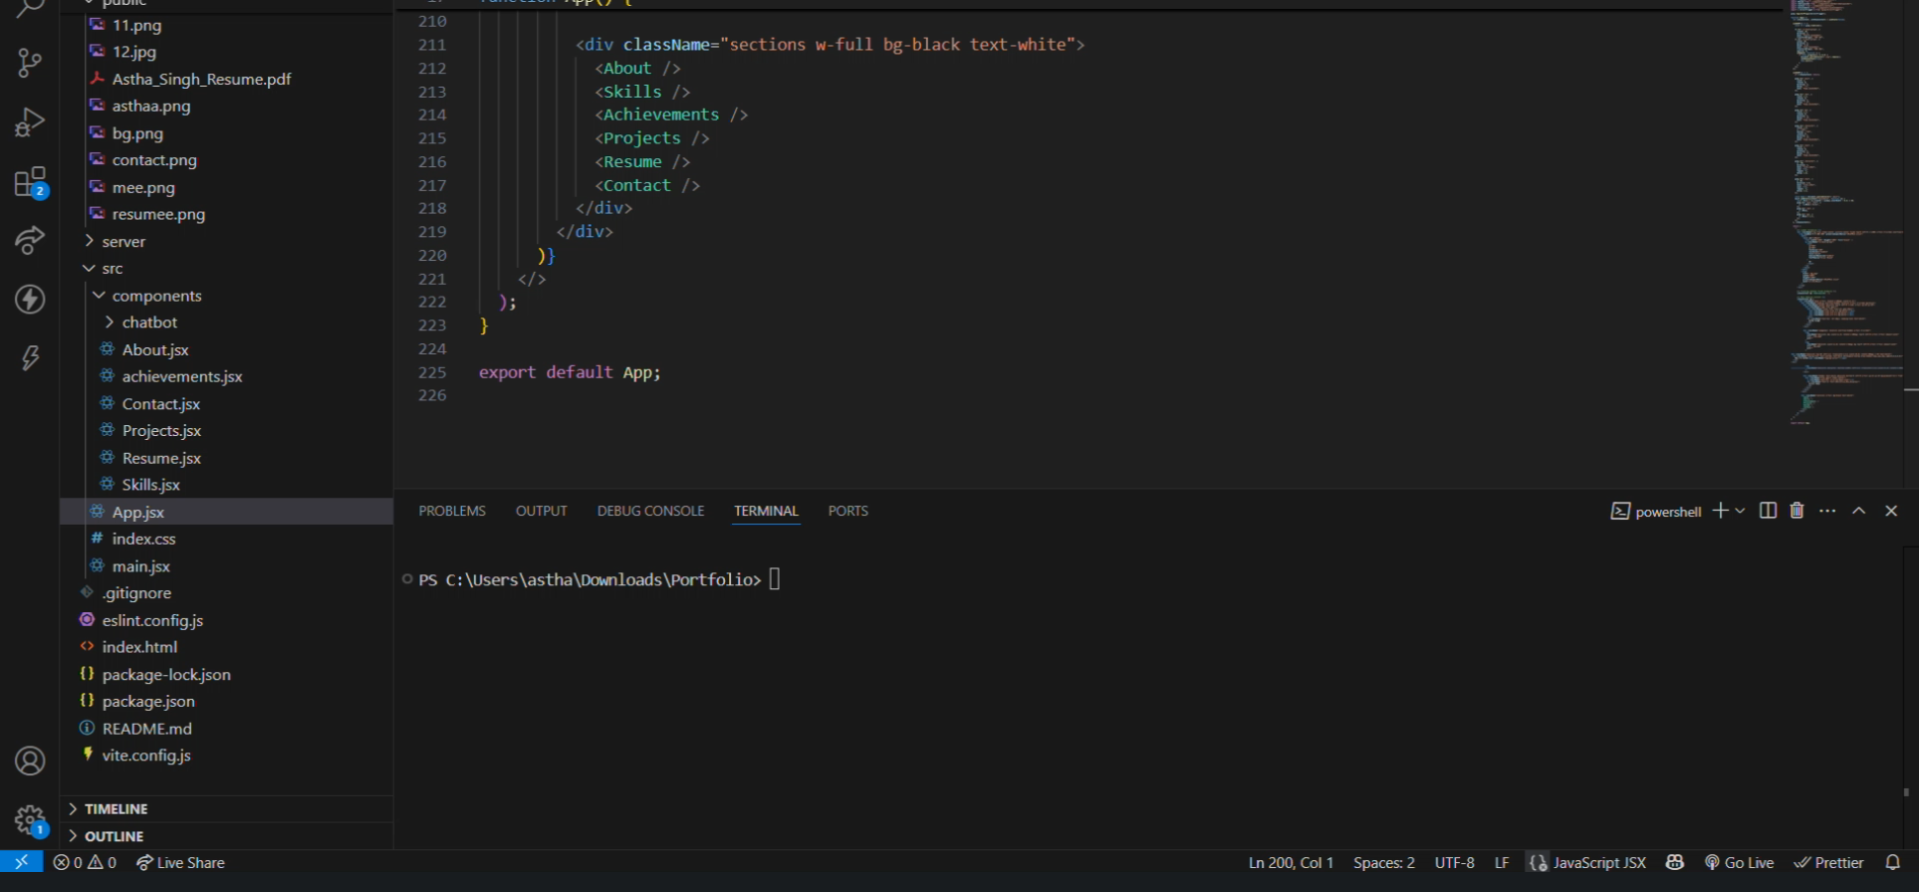 public
11.png
12.jpg
Astha_Singh_Resume.pdf
asthaa.png
bg.png
contact.png
mee.png
resumee.png
server
src
components
chatbot
About.jsx
achievements.jsx
Contact.jsx
Projects.jsx
Resume.jsx
Skills.jsx
App.jsx
# index.css
main.jsx
.gitignore
eslint.config.js
<> index.html
{} package-lock.json
{} package.json
README.md
vite.config.js
TIMELINE
OUTLINE
2
1
17 function App() {
210
211 <div className="sections w-full bg-black text-white">
212 <About />
213 <Skills />
214 <Achievements />
215 <Projects />
216 <Resume />
217 <Contact />
218 </div>
219 </div>
220 )}
221 </>
222 );
223 }
224
225 export default App;
226
PROBLEMS OUTPUT DEBUG CONSOLE TERMINAL PORTS powershell
PS C:\Users\astha\Downloads\Portfolio>
0 0 Live Share Ln 200, Col 1 Spaces: 2 UTF-8 LF {} JavaScript JSX Go Live Prettier